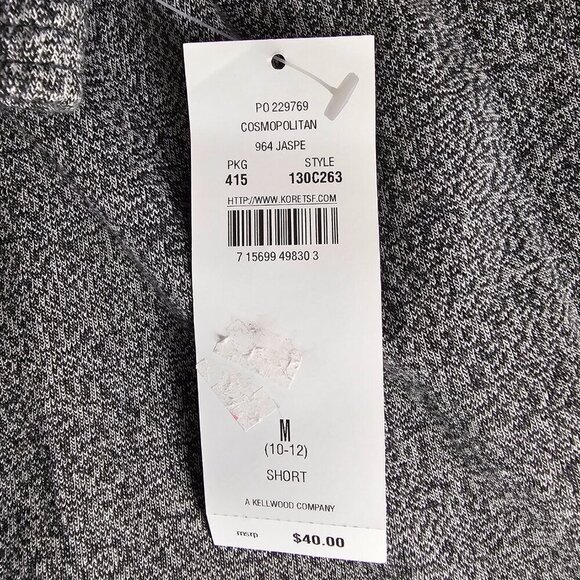 PO 229769
COSMOPOLITAN
964 JASPE
PKG STYLE
415 130C263
HTTP://WWW.KORETSF.COM
7 15699 49830 3
M
(10-12)
SHORT
A KELLWOOD COMPANY
msrp $40.00